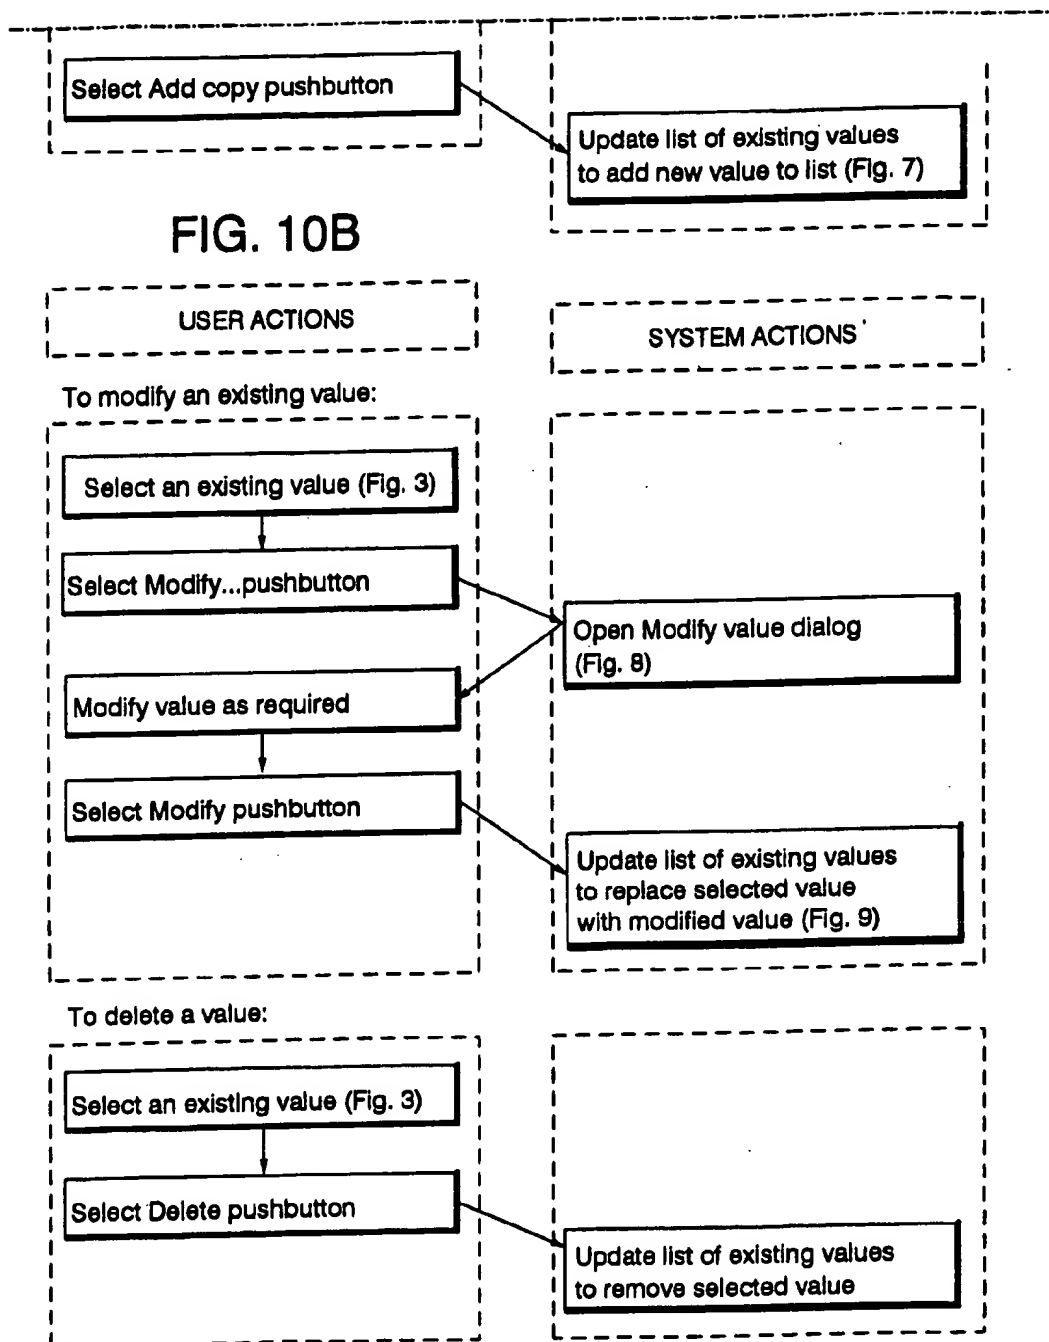 Select Add copy pushbutton
Update list of existing values
to add new value to list (Fig. 7)
FIG. 10B
USER ACTIONS
SYSTEM ACTIONS
To modify an existing value:
Select an existing value (Fig. 3)
Select Modify...pushbutton
Open Modify value dialog
(Fig. 8)
Modify value as required
Select Modify pushbutton
Update list of existing values
to replace selected value
with modified value (Fig. 9)
To delete a value:
Select an existing value (Fig. 3)
Select Delete pushbutton
Update list of existing values
to remove selected value